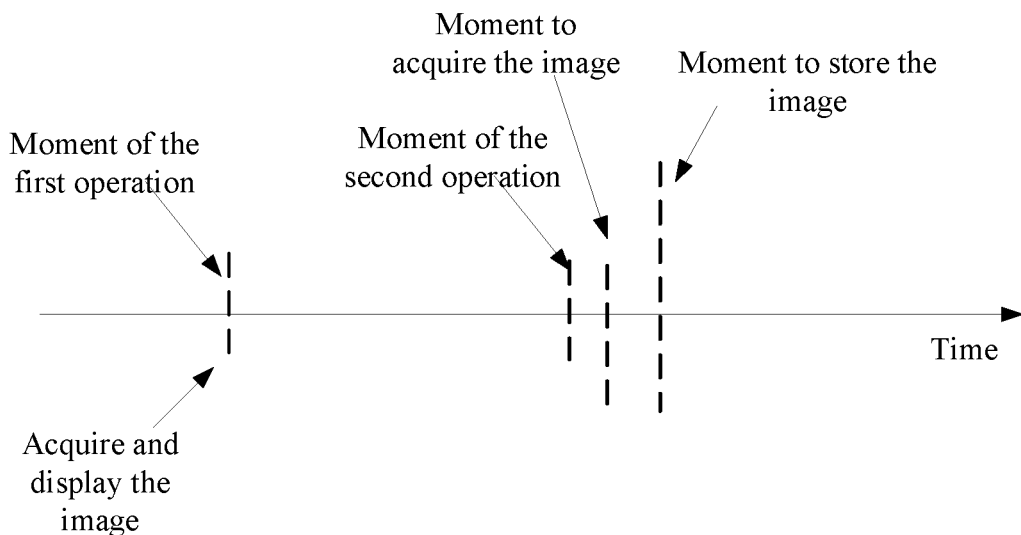 Moment to
acquire the image
Moment to store the
image
Moment of the
first operation
Moment of the
second operation
Time
Acquire and
display the
image